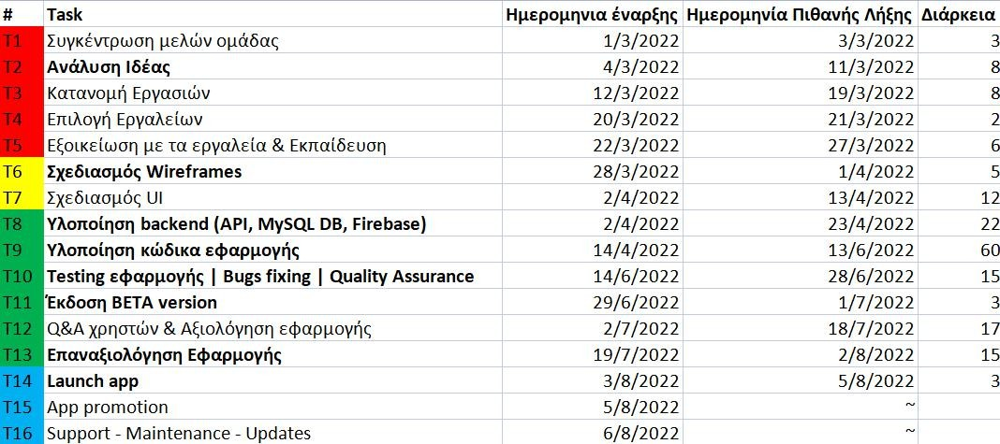 # Task Ημερομηνια έναρξης Ημερομηνία Πιθανής Λήξης Διάρκεια
T1 Συγκέντρωση μελών ομάδας 1/3/2022 3/3/2022 3
T2 Ανάλυση Ιδέας 4/3/2022 11/3/2022 8
T3 Κατανομή Εργασιών 12/3/2022 19/3/2022 8
T4 Επιλογή Εργαλείων 20/3/2022 21/3/2022 2
T5 Εξοικείωση με τα εργαλεία & Εκπαίδευση 22/3/2022 27/3/2022 6
T6 Σχεδιασμός Wireframes 28/3/2022 1/4/2022 5
T7 Σχεδιασμός UI 2/4/2022 13/4/2022 12
T8 Υλοποίηση backend (API, MySQL DB, Firebase) 2/4/2022 23/4/2022 22
T9 Υλοποίηση κώδικα εφαρμογής 14/4/2022 13/6/2022 60
T10 Testing εφαρμογής | Bugs fixing | Quality Assurance 14/6/2022 28/6/2022 15
T11 Έκδοση BETA version 29/6/2022 1/7/2022 3
T12 Q&A χρηστών & Αξιολόγηση εφαρμογής 2/7/2022 18/7/2022 17
T13 Επαναξιολόγηση Εφαρμογής 19/7/2022 2/8/2022 15
T14 Launch app 3/8/2022 5/8/2022 3
T15 App promotion 5/8/2022 ~
T16 Support - Maintenance - Updates 6/8/2022 ~